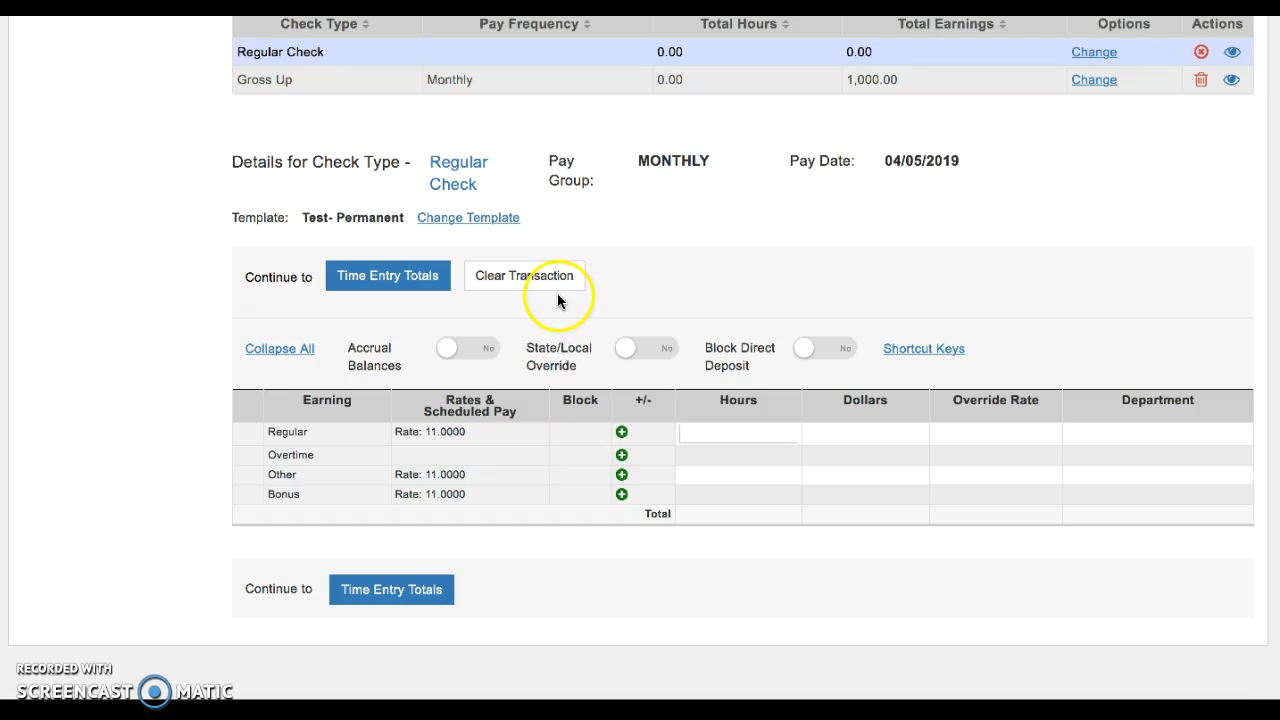 Check Type Pay Frequency Total Hours Total Earnings Options Actions
Regular Check 0.00 0.00 Change
Gross Up Monthly 0.00 1,000.00 Change
Details for Check Type - Regular Check Pay Group: MONTHLY Pay Date: 04/05/2019
Template: Test- Permanent Change Template
Continue to Time Entry Totals Clear Transaction
Collapse All Accrual Balances No State/Local Override No Block Direct Deposit No Shortcut Keys
Earning Rates & Scheduled Pay Block +/- Hours Dollars Override Rate Department
Regular Rate: 11.0000
Overtime
Other Rate: 11.0000
Bonus Rate: 11.0000
Total
Continue to Time Entry Totals
RECORDED WITH
SCREENCAST MATIC